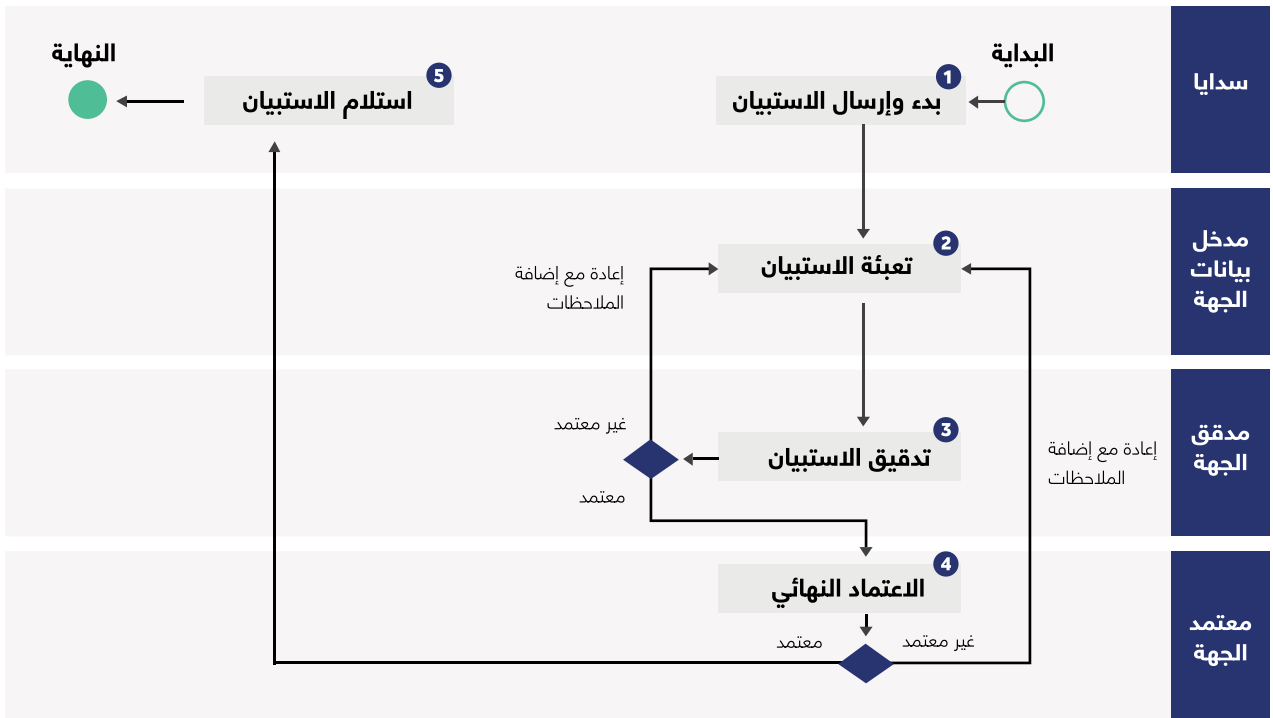 سدايا
البداية
1
بدء وإرسال الاستبيان
5
استلام الاستبيان
النهاية
مدخل
بيانات
الجهة
2
تعبئة الاستبيان
إعادة مع إضافة
الملاحظات
مدقق
الجهة
3
تدقيق الاستبيان
غير معتمد
معتمد
إعادة مع إضافة
الملاحظات
معتمد
الجهة
4
الاعتماد النهائي
غير معتمد
معتمد